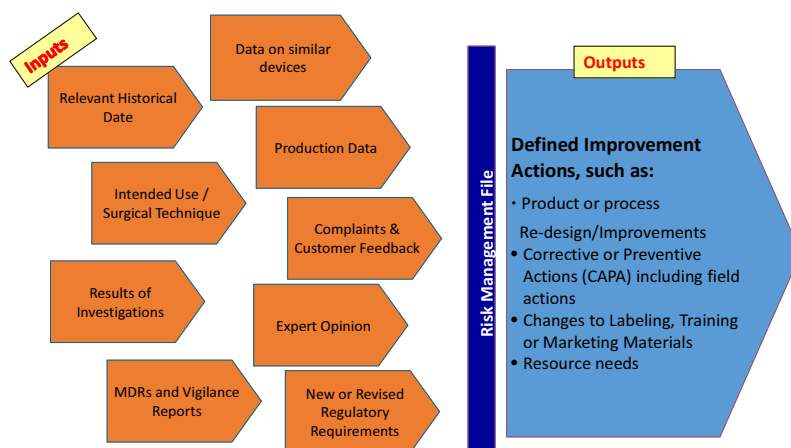 Inputs
Data on similar
devices
Relevant Historical
Date
Production Data
Intended Use /
Surgical Technique
Complaints &
Customer Feedback
Results of
Investigations
Expert Opinion
MDRs and Vigilance
Reports
New or Revised
Regulatory
Requirements
Risk Management File
Outputs
Defined Improvement
Actions, such as:
· Product or process
Re-design/Improvements
• Corrective or Preventive
Actions (CAPA) including field
actions
• Changes to Labeling, Training
or Marketing Materials
• Resource needs